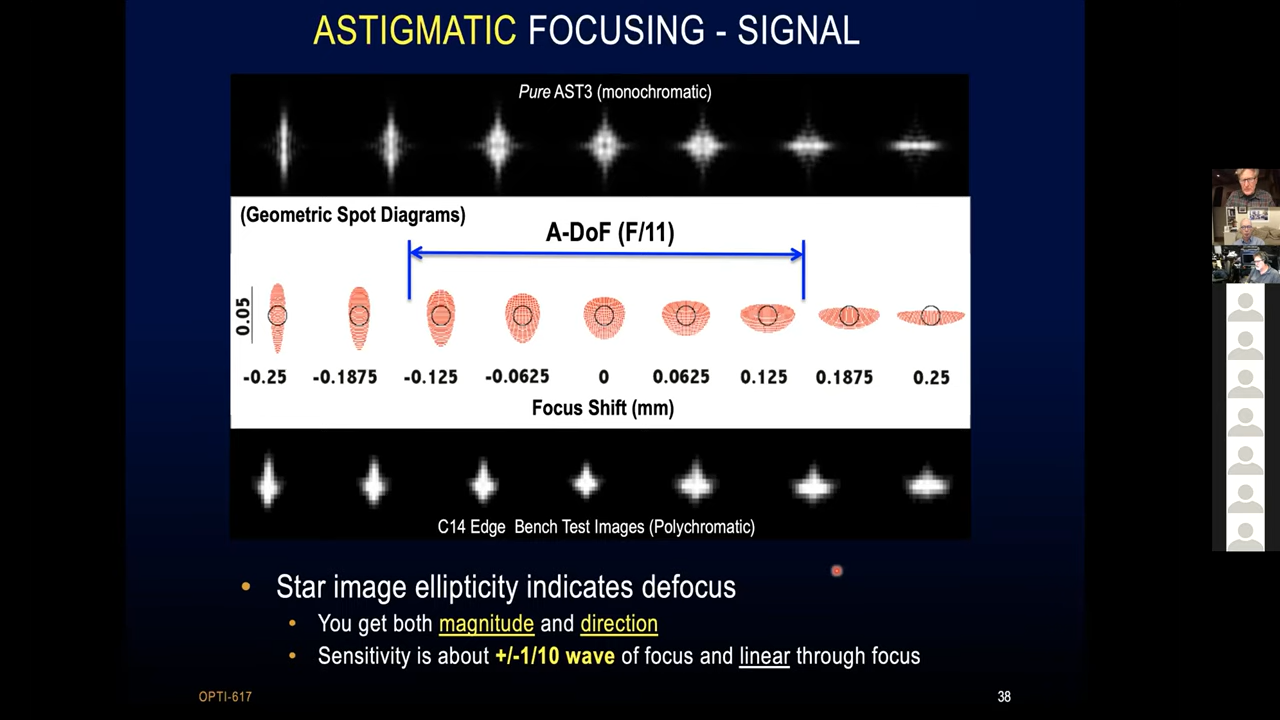 ASTIGMATIC FOCUSING - SIGNAL
Pure AST3 (monochromatic)
(Geometric Spot Diagrams)
A-DoF (F/11)
0.05
-0.25 -0.1875 -0.125 -0.0625 0 0.0625 0.125 0.1875 0.25
Focus Shift (mm)
C14 Edge Bench Test Images (Polychromatic)
• Star image ellipticity indicates defocus
• You get both magnitude and direction
• Sensitivity is about +/-1/10 wave of focus and linear through focus
OPTI-617
38